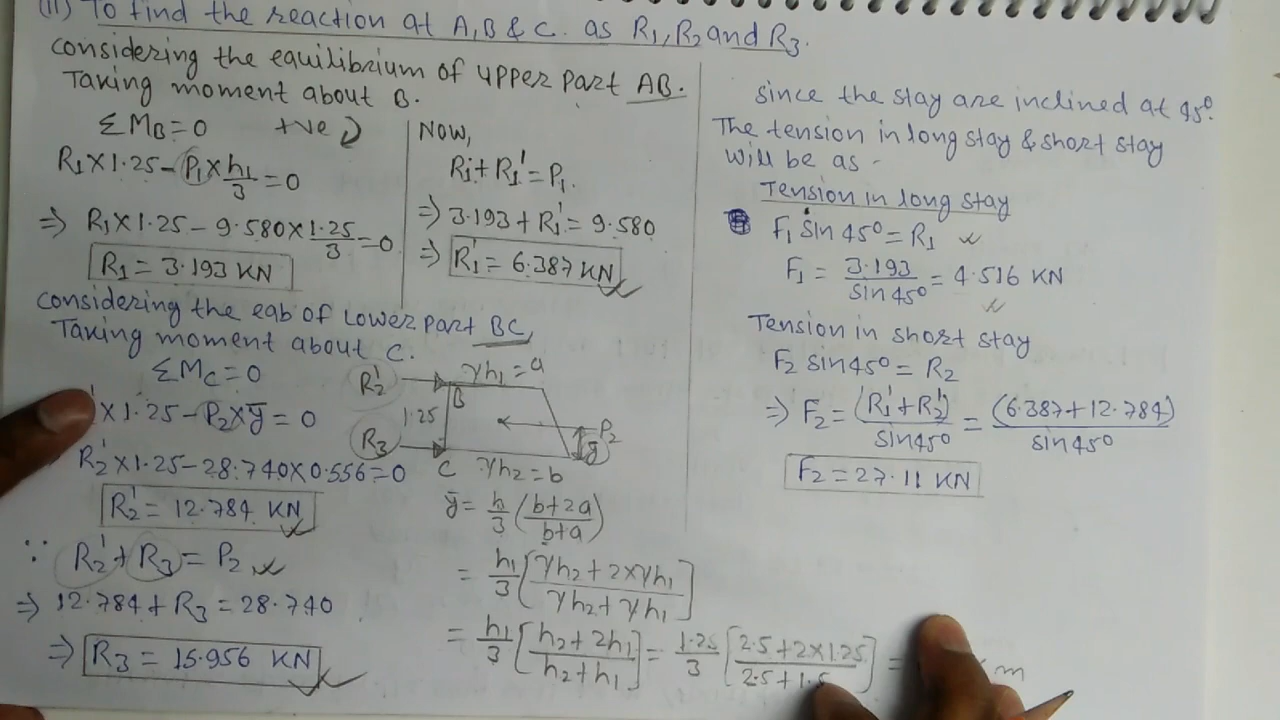 (ii) To find the reaction at A, B & C. as R₁, R₂ and R₃.
considering the equilibrium of upper part AB.
Taking moment about B.
ΣM_B = 0 +ve ↻
R₁ × 1.25 - P₁ × h₁/3 = 0
⇒ R₁ × 1.25 - 9.580 × 1.25/3 = 0
R₁ = 3.193 KN
Now,
R₁ + R₁' = P₁.
⇒ 3.193 + R₁' = 9.580
⇒ R₁' = 6.387 KN
considering the eqb of Lower part BC,
Taking moment about C.
ΣM_C = 0
' × 1.25 - P₂ × ȳ = 0
R₂' × 1.25 - 28.740 × 0.556 = 0
R₂' = 12.784 KN
∵ R₂' + R₃ = P₂
⇒ 12.784 + R₃ = 28.740
⇒ R₃ = 15.956 KN
γh₁ = a
R₂'
B
1.25
P₂
ȳ
R₃
C γh₂ = b
ȳ = h/3 (b+2a / b+a)
= h₁/3 [γh₂ + 2×γh₁ / γh₂ + γh₁]
= h₁/3 [h₂ + 2h₁ / h₂ + h₁] = 1.25/3 [2.5 + 2×1.25 / 2.5 + 1. ] = m
since the stay are inclined at 45°.
The tension in long stay & short stay
will be as -
Tension in long stay
F₁ sin 45° = R₁
F₁ = 3.193 / sin 45° = 4.516 KN
Tension in short stay
F₂ sin 45° = R₂
⇒ F₂ = (R₁' + R₂') / sin 45° = (6.387 + 12.784) / sin 45°
F₂ = 27.11 KN